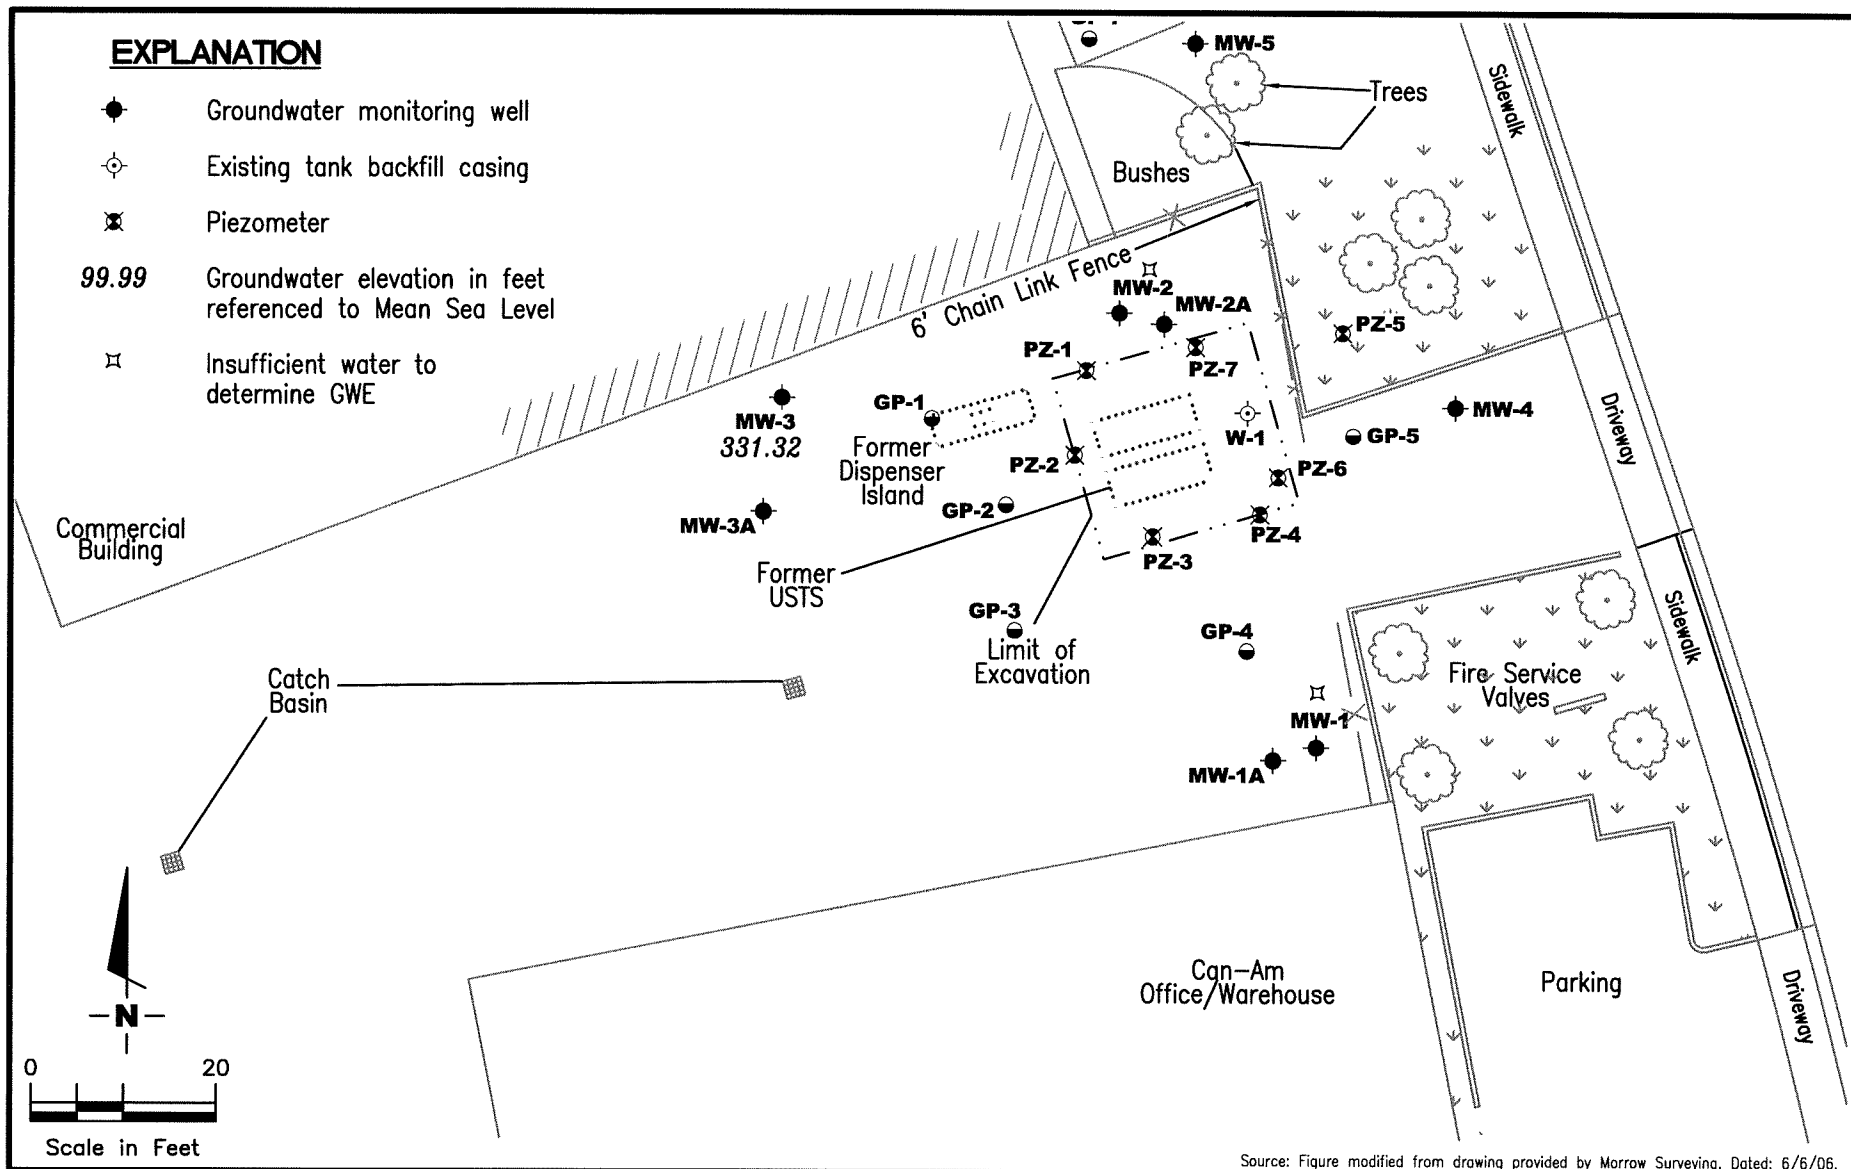 EXPLANATION
Groundwater monitoring well
Existing tank backfill casing
Piezometer
99.99
Groundwater elevation in feet
referenced to Mean Sea Level
Insufficient water to
determine GWE
MW-5
Trees
Sidewalk
Bushes
6' Chain Link Fence
MW-2
MW-2A
PZ-1
PZ-7
PZ-5
MW-3
331.32
GP-1
Former
Dispenser
Island
W-1
MW-4
GP-5
Driveway
PZ-2
PZ-6
MW-3A
GP-2
PZ-4
PZ-3
Commercial
Building
Former
USTS
GP-3
Limit of
Excavation
GP-4
Sidewalk
Catch
Basin
Fire Service
Valves
MW-1
MW-1A
Can-Am
Office/Warehouse
Parking
Driveway
N
0 20
Scale in Feet
Source: Figure modified from drawing provided by Morrow Surveying, Dated: 6/6/06.